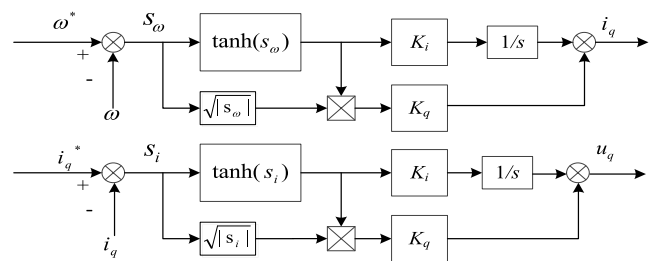 ω* s_ω tanh(s_ω) K_i 1/s i_q
+
-
ω √|s_ω| K_q
i_q* s_i tanh(s_i) K_i 1/s u_q
+
-
i_q √|s_i| K_q